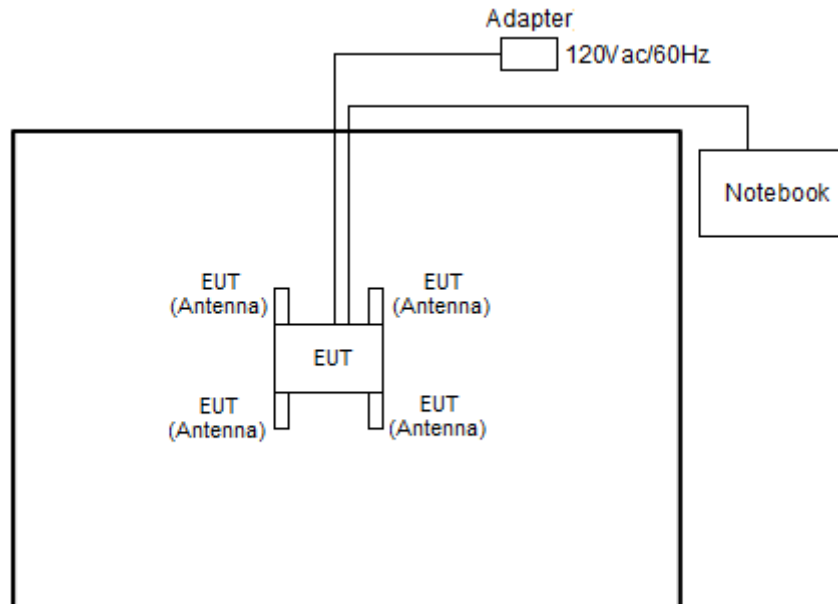 Adapter
120Vac/60Hz
Notebook
EUT
(Antenna)
EUT
(Antenna)
EUT
EUT
(Antenna)
EUT
(Antenna)